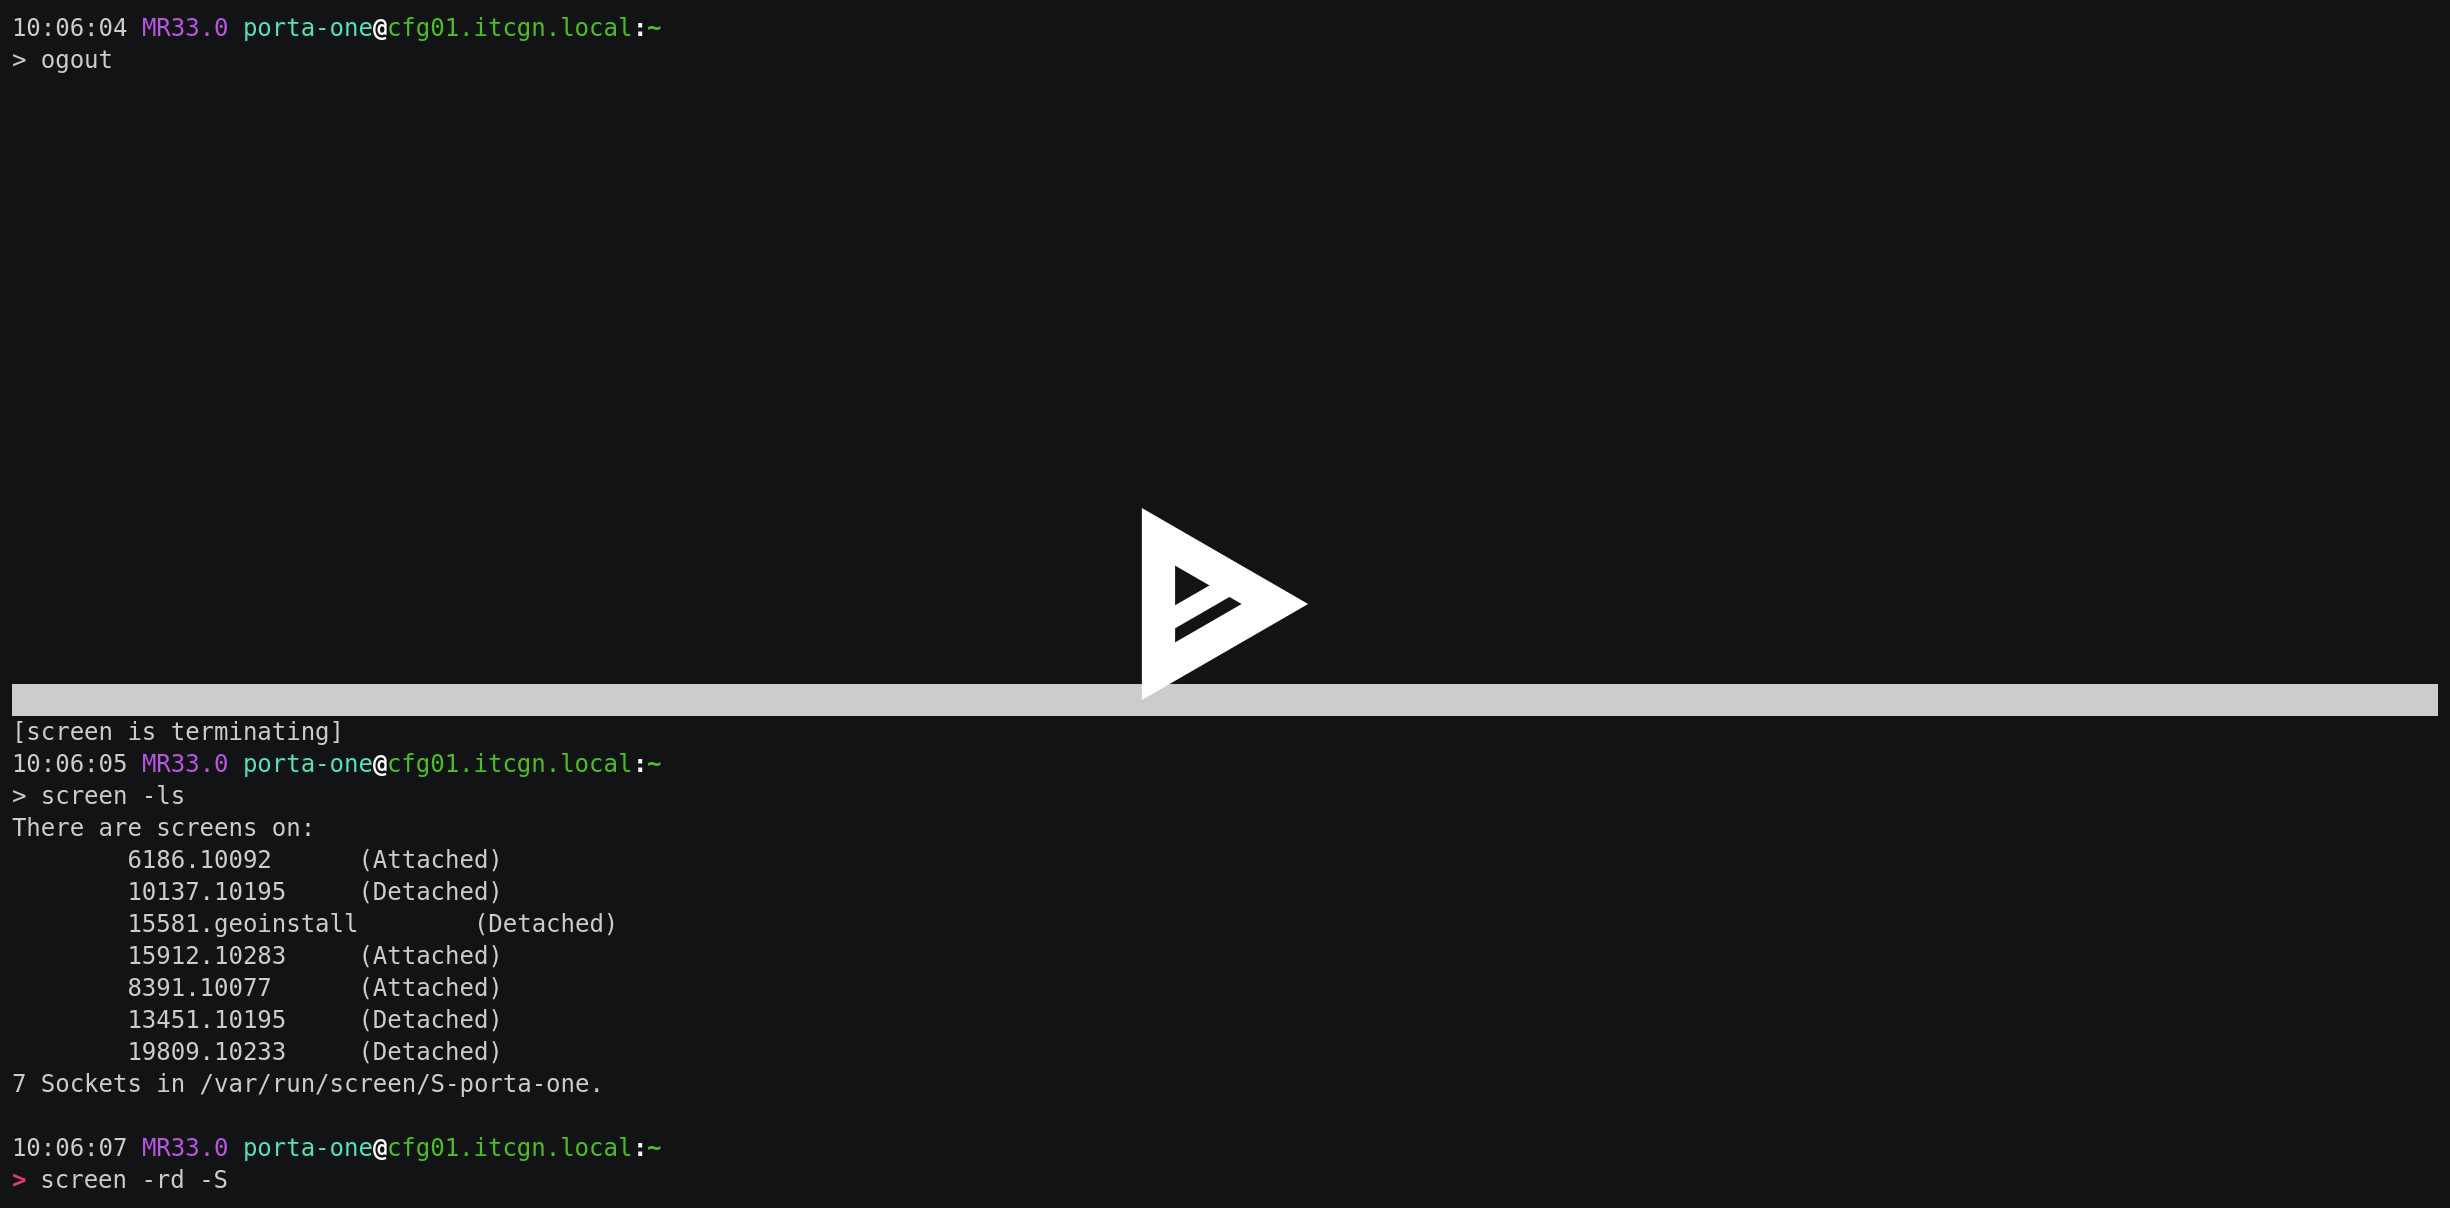 10:06:04 MR33.0 porta-one@cfg01.itcgn.local:~
> ogout
[screen is terminating]
10:06:05 MR33.0 porta-one@cfg01.itcgn.local:~
> screen -ls
There are screens on:
        6186.10092      (Attached)
        10137.10195     (Detached)
        15581.geoinstall        (Detached)
        15912.10283     (Attached)
        8391.10077      (Attached)
        13451.10195     (Detached)
        19809.10233     (Detached)
7 Sockets in /var/run/screen/S-porta-one.
10:06:07 MR33.0 porta-one@cfg01.itcgn.local:~
> screen -rd -S